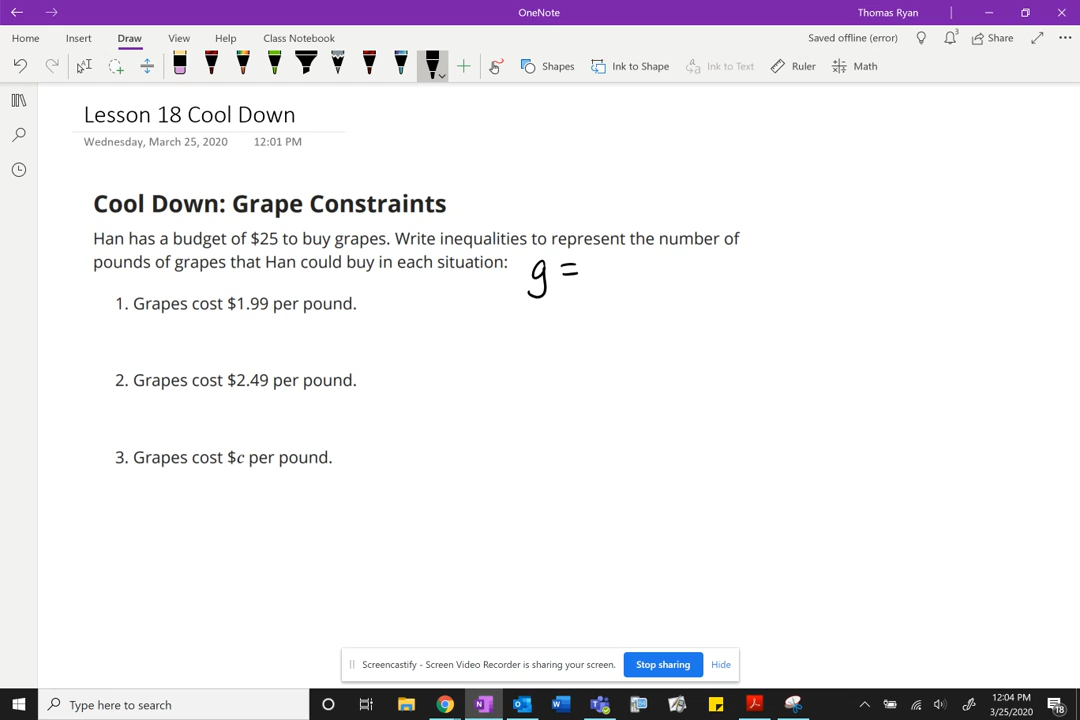 OneNote
Thomas Ryan
Home Insert Draw View Help Class Notebook
Saved offline (error)
3
Share
Shapes
Ink to Shape
Ink to Text
Ruler
Math
Lesson 18 Cool Down
Wednesday, March 25, 2020 12:01 PM
Cool Down: Grape Constraints
Han has a budget of $25 to buy grapes. Write inequalities to represent the number of
pounds of grapes that Han could buy in each situation:
g =
1. Grapes cost $1.99 per pound.
2. Grapes cost $2.49 per pound.
3. Grapes cost $c per pound.
Screencastify - Screen Video Recorder is sharing your screen.
Stop sharing
Hide
Type here to search
12:04 PM
3/25/2020
18